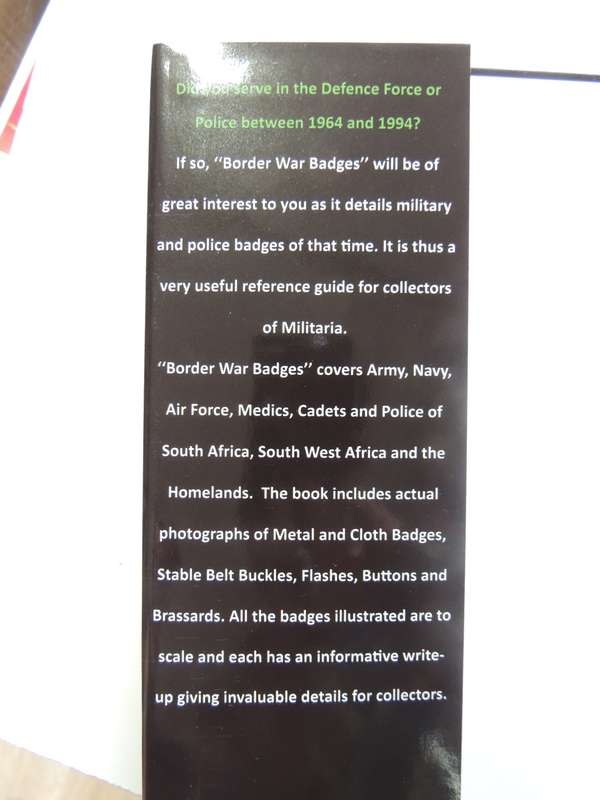 Did you serve in the Defence Force or
Police between 1964 and 1994?
If so, “Border War Badges” will be of
great interest to you as it details military
and police badges of that time. It is thus a
very useful reference guide for collectors
of Militaria.
“Border War Badges” covers Army, Navy,
Air Force, Medics, Cadets and Police of
South Africa, South West Africa and the
Homelands. The book includes actual
photographs of Metal and Cloth Badges,
Stable Belt Buckles, Flashes, Buttons and
Brassards. All the badges illustrated are to
scale and each has an informative write-
up giving invaluable details for collectors.